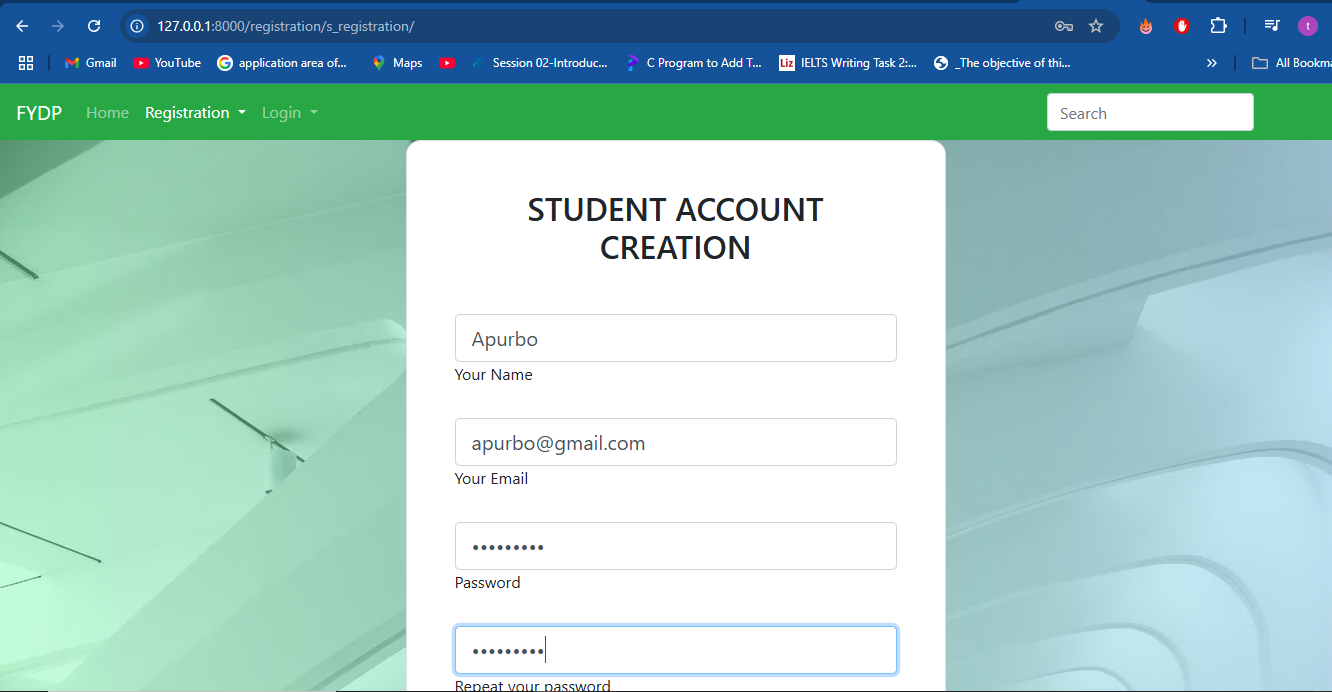 127.0.0.1:8000/registration/s_registration/
t
Gmail YouTube application area of... Maps Session 02-Introduc... C Program to Add T... Liz IELTS Writing Task 2:... _The objective of thi... » All Bookma
FYDP Home Registration Login Search
STUDENT ACCOUNT
CREATION
Apurbo
Your Name
apurbo@gmail.com
Your Email
•••••••••
Password
•••••••••
Repeat your password